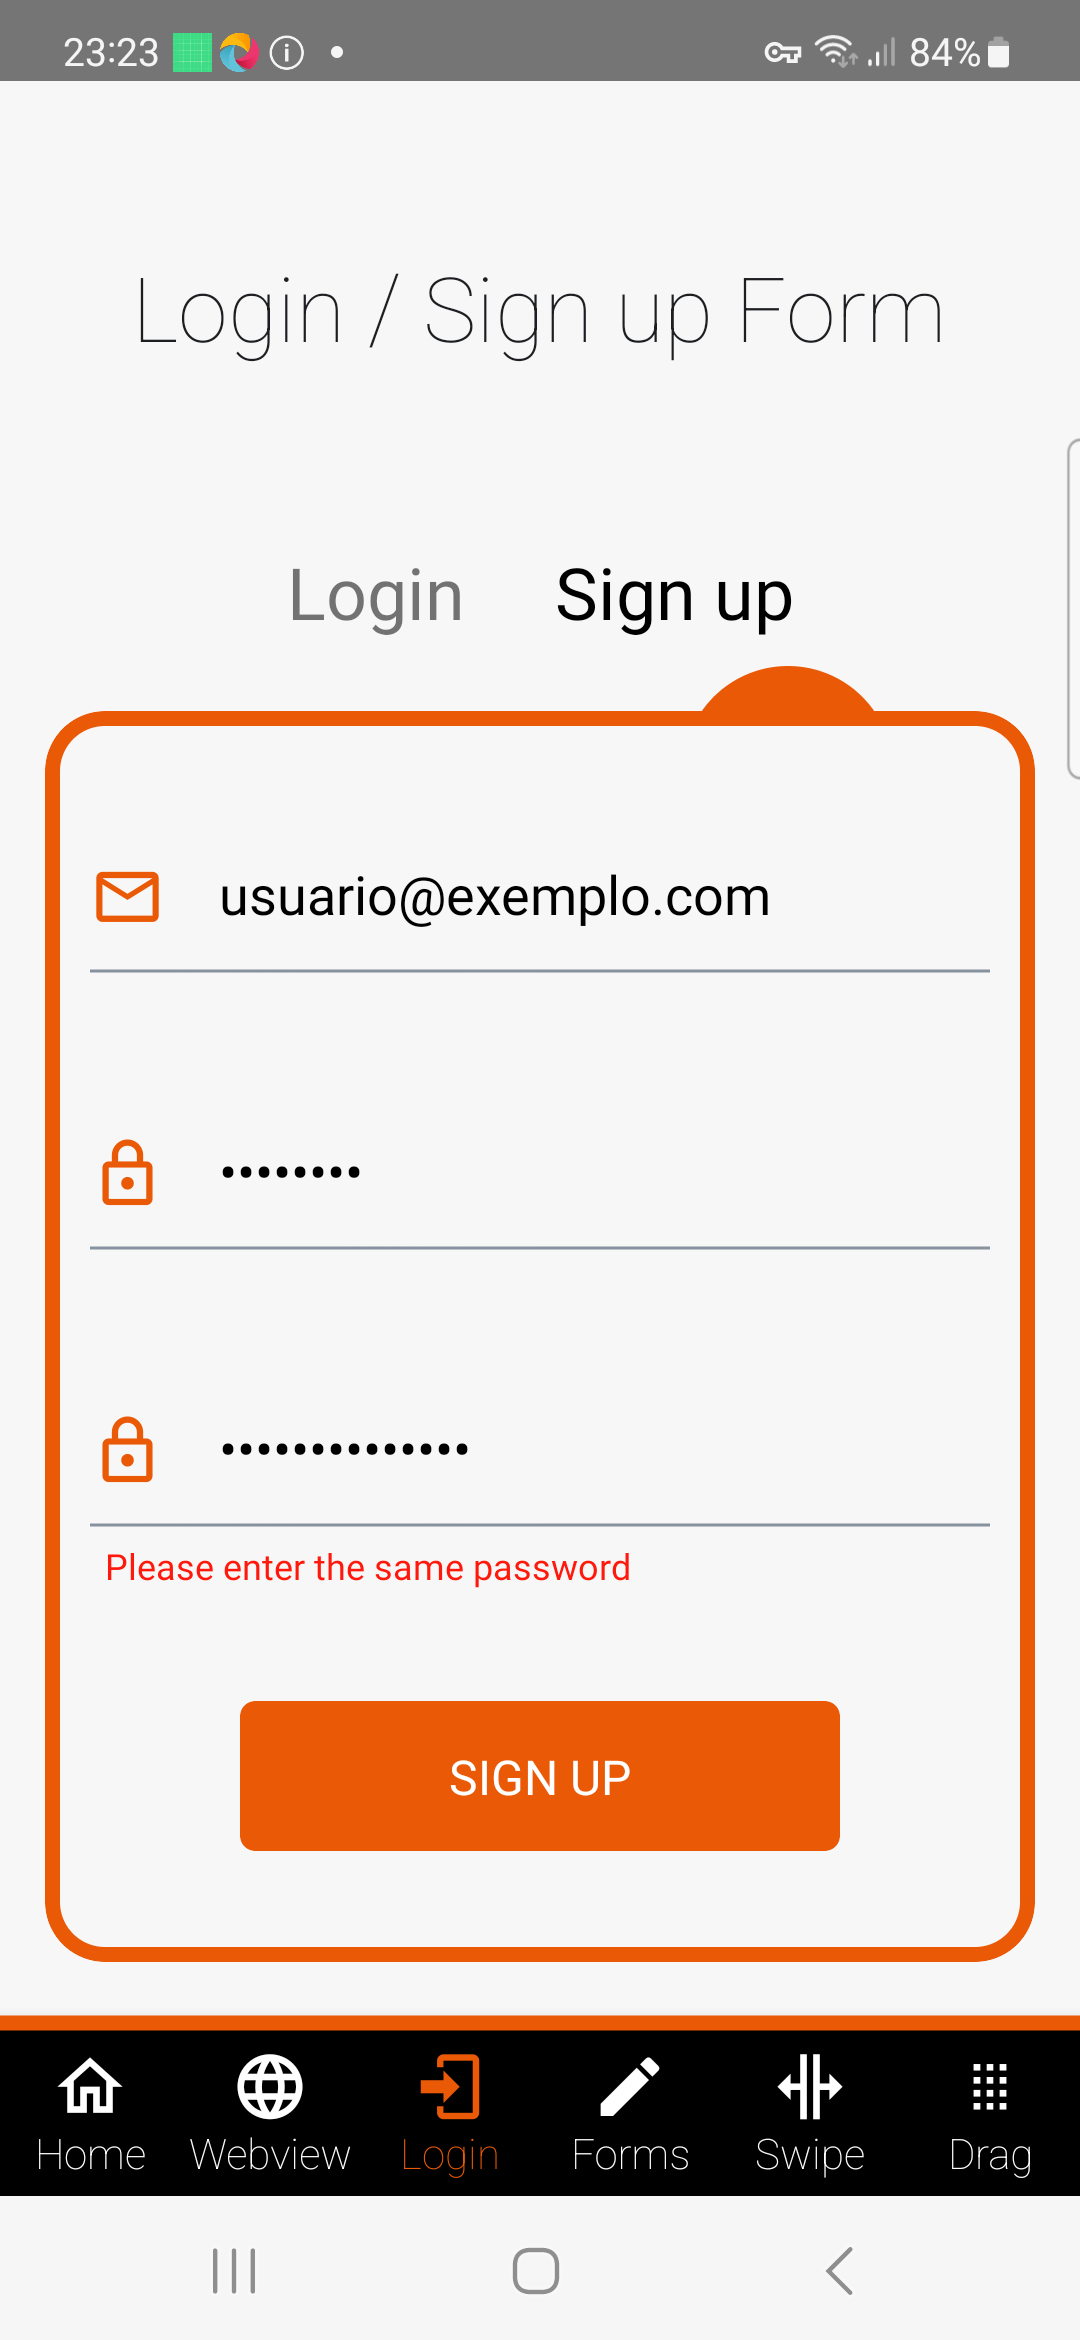 23:23 84%
Login / Sign up Form
Login Sign up
usuario@exemplo.com
••••••••
••••••••••••••
Please enter the same password
SIGN UP
Home Webview Login Forms Swipe Drag